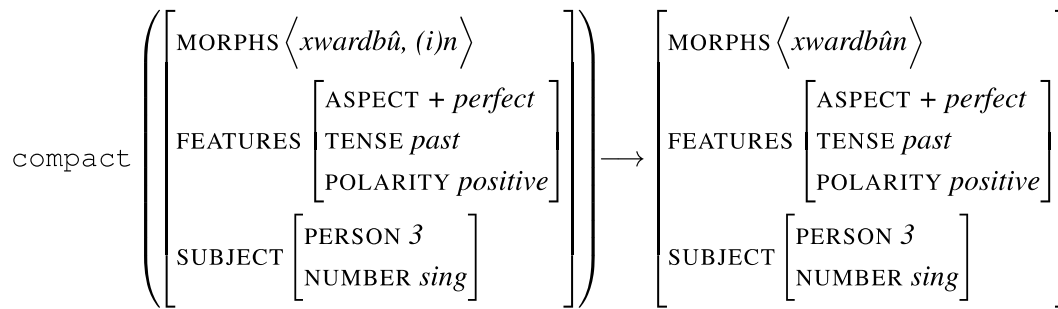 compact ( [ MORPHS ⟨ xwardbû, (i)n ⟩ ] ) ⟶ [ MORPHS ⟨ xwardbûn ⟩ ]
FEATURES [ ASPECT + perfect ] FEATURES [ ASPECT + perfect ]
TENSE past TENSE past
POLARITY positive POLARITY positive
SUBJECT [ PERSON 3 ] SUBJECT [ PERSON 3 ]
NUMBER sing NUMBER sing